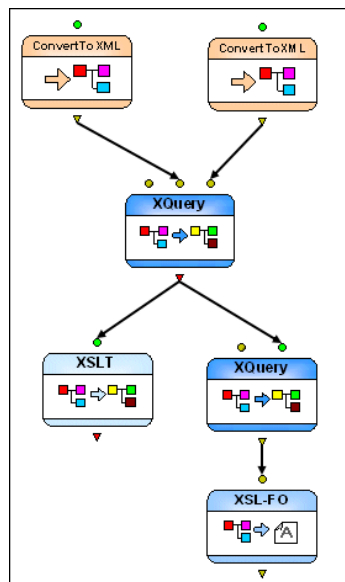 ConvertToXML
ConvertToXML
XQuery
XSLT
XQuery
XSL-FO
A